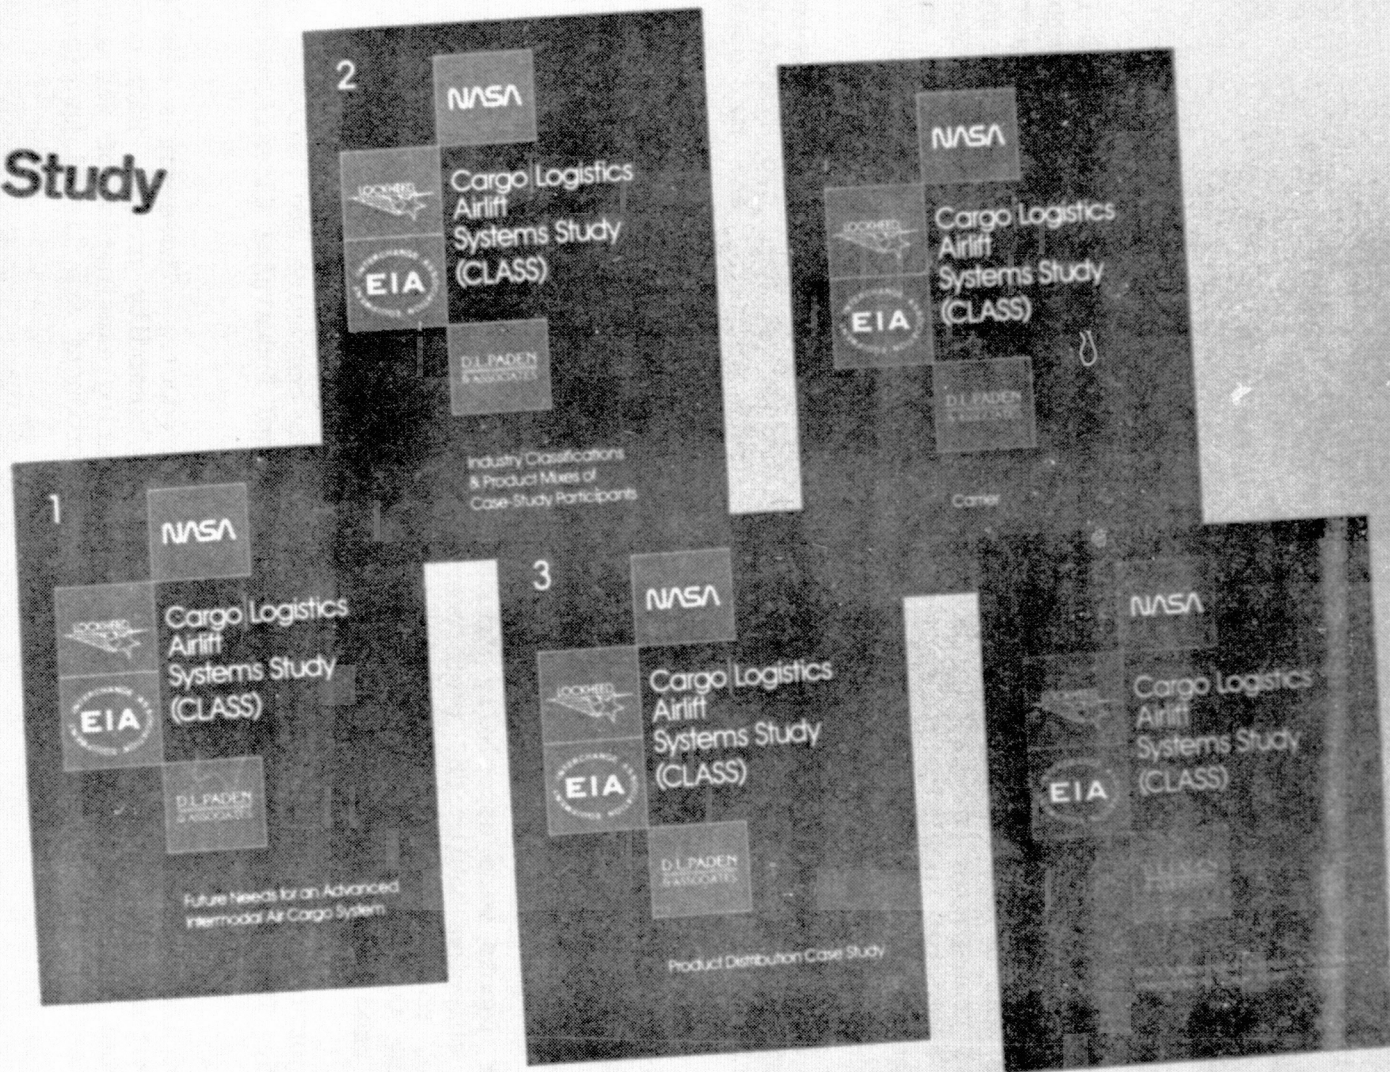 Study
2
NASA
LOCKHEED
Cargo Logistics
Airlift
Systems Study
(CLASS)
INTERCHANGE ASSOCIATION EQUIPMENT
EIA
D.L.PADEN
& ASSOCIATES
Industry Classifications
& Product Mixes of
Case-Study Participants
NASA
LOCKHEED
Cargo Logistics
Airlift
Systems Study
(CLASS)
EIA
D.L.PADEN
& ASSOCIATES
Carrier
1
NASA
LOCKHEED
Cargo Logistics
Airlift
Systems Study
(CLASS)
EIA
D.L.PADEN
& ASSOCIATES
Future Needs for an Advanced
Intermodal Air Cargo System
3
NASA
LOCKHEED
Cargo Logistics
Airlift
Systems Study
(CLASS)
EIA
D.L.PADEN
& ASSOCIATES
Product Distribution Case Study
NASA
LOCKHEED
Cargo Logistics
Airlift
Systems Study
(CLASS)
EIA